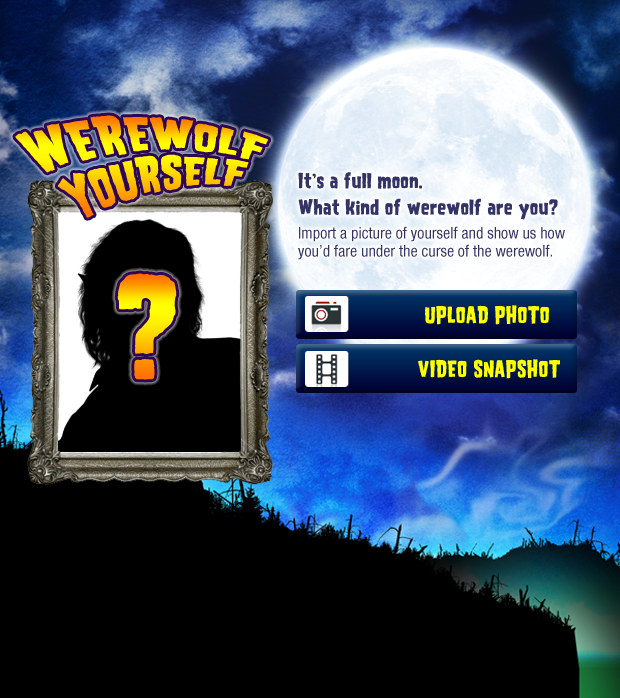 WEREWOLF
YOURSELF
?
It's a full moon.
What kind of werewolf are you?
Import a picture of yourself and show us how
you'd fare under the curse of the werewolf.
UPLOAD PHOTO
VIDEO SNAPSHOT